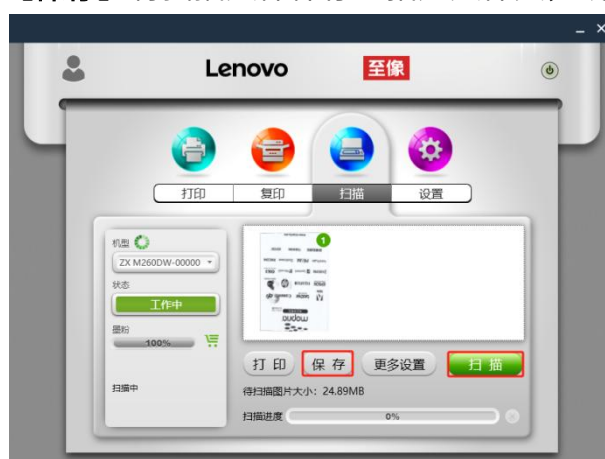 Lenovo 至像
打印 复印 扫描 设置
机型
ZX M260DW-00000
状态
工作中
墨粉
100%
扫描中
1
打印 保存 更多设置 扫描
待扫描图片大小：24.89MB
扫描进度 0%